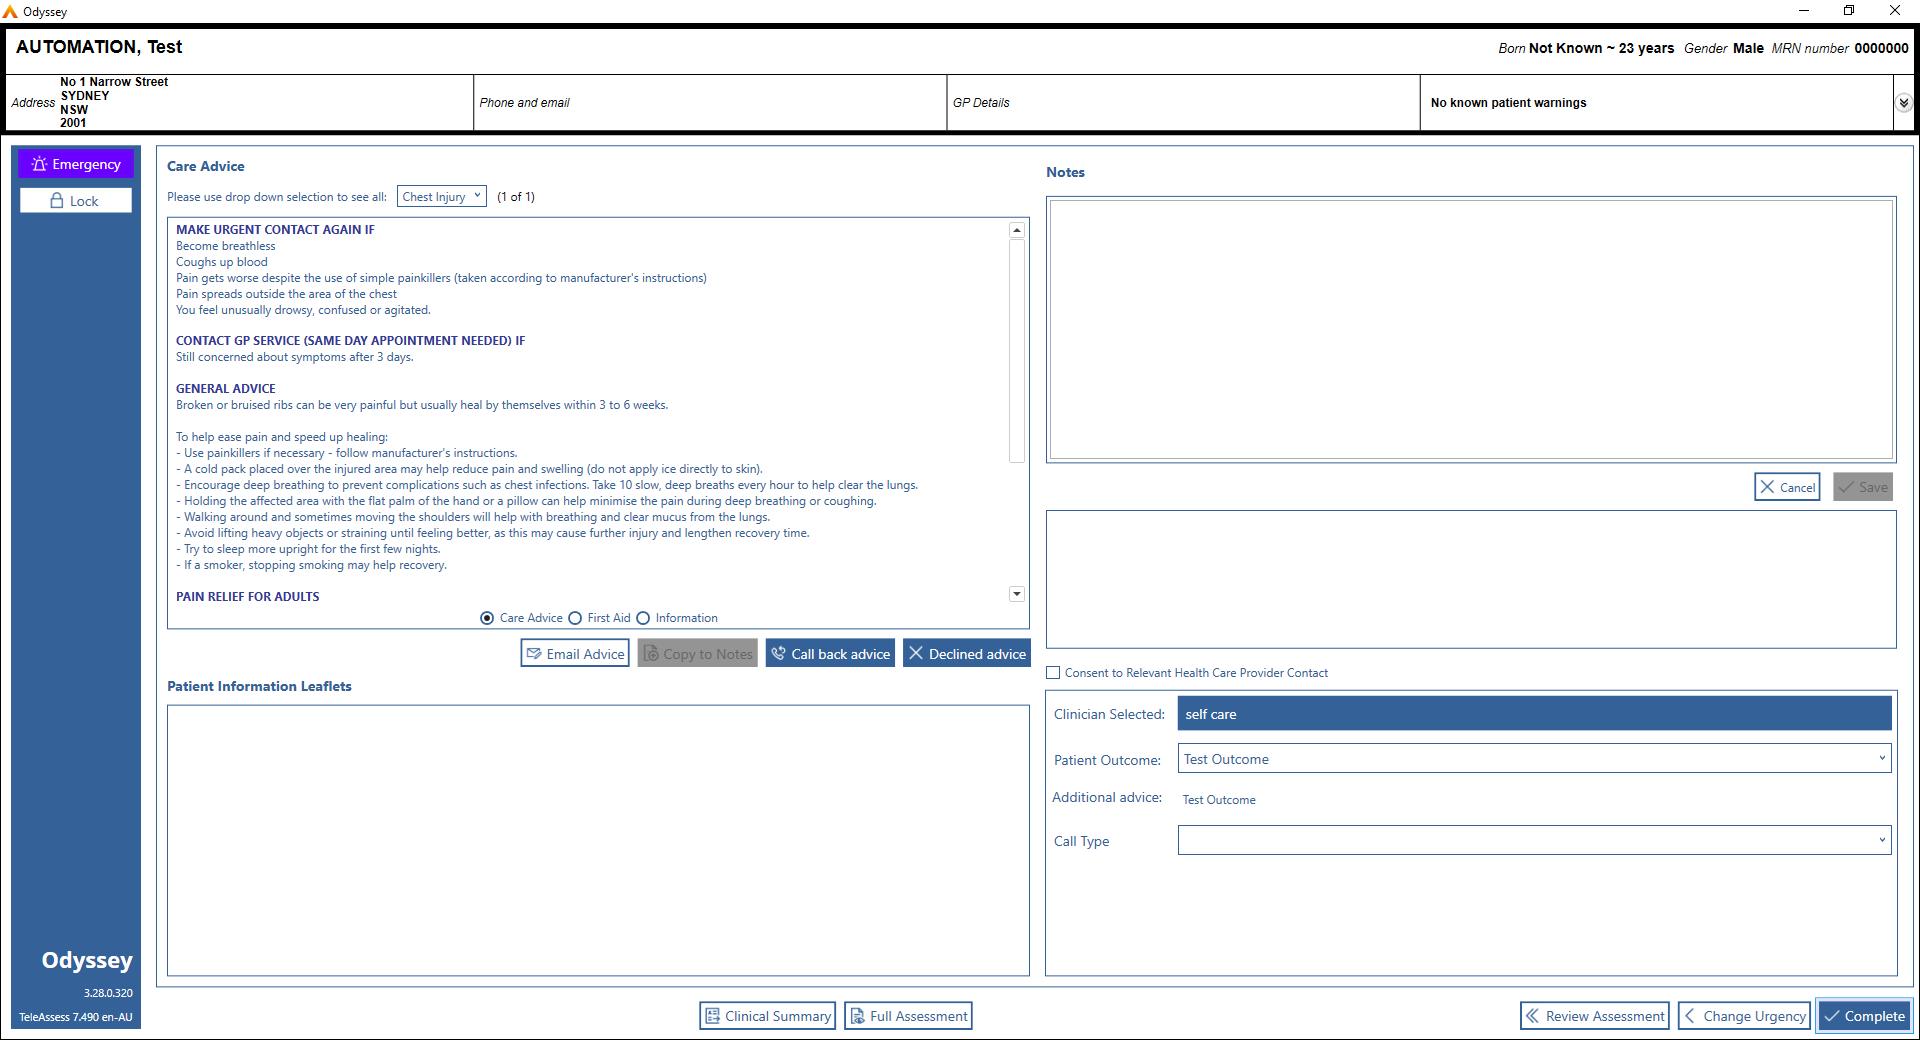 Odyssey
AUTOMATION, Test
Born Not Known ~ 23 years Gender Male MRN number 0000000
Address
No 1 Narrow Street
SYDNEY
NSW
2001
Phone and email
GP Details
No known patient warnings
Emergency
Lock
Care Advice
Please use drop down selection to see all: Chest Injury (1 of 1)
MAKE URGENT CONTACT AGAIN IF
Become breathless
Coughs up blood
Pain gets worse despite the use of simple painkillers (taken according to manufacturer's instructions)
Pain spreads outside the area of the chest
You feel unusually drowsy, confused or agitated.
CONTACT GP SERVICE (SAME DAY APPOINTMENT NEEDED) IF
Still concerned about symptoms after 3 days.
GENERAL ADVICE
Broken or bruised ribs can be very painful but usually heal by themselves within 3 to 6 weeks.
To help ease pain and speed up healing:
- Use painkillers if necessary - follow manufacturer's instructions.
- A cold pack placed over the injured area may help reduce pain and swelling (do not apply ice directly to skin).
- Encourage deep breathing to prevent complications such as chest infections. Take 10 slow, deep breaths every hour to help clear the lungs.
- Holding the affected area with the flat palm of the hand or a pillow can help minimise the pain during deep breathing or coughing.
- Walking around and sometimes moving the shoulders will help with breathing and clear mucus from the lungs.
- Avoid lifting heavy objects or straining until feeling better, as this may cause further injury and lengthen recovery time.
- Try to sleep more upright for the first few nights.
- If a smoker, stopping smoking may help recovery.
PAIN RELIEF FOR ADULTS
Care Advice First Aid Information
Email Advice Copy to Notes Call back advice Declined advice
Patient Information Leaflets
Notes
Cancel Save
Consent to Relevant Health Care Provider Contact
Clinician Selected: self care
Patient Outcome: Test Outcome
Additional advice: Test Outcome
Call Type
Odyssey
3.28.0.320
TeleAssess 7.490 en-AU
Clinical Summary Full Assessment Review Assessment Change Urgency Complete